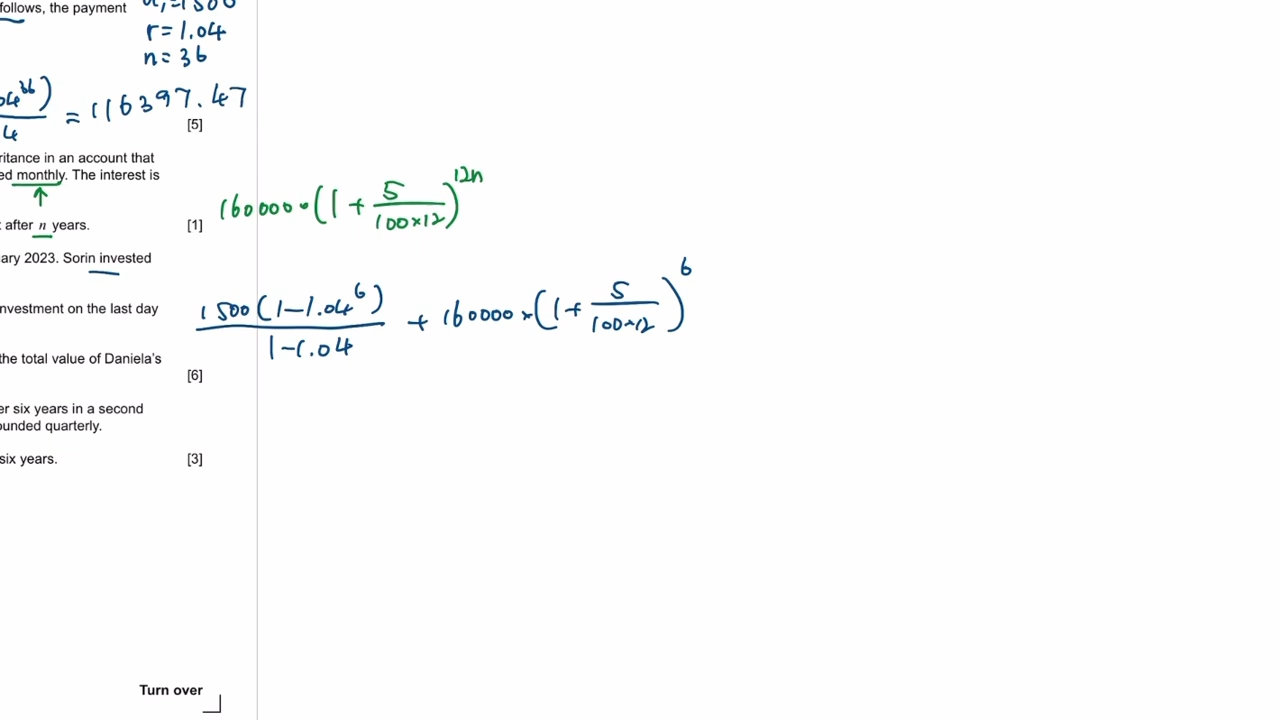 follows, the payment
r = 1.04
n = 36
= 116397.47
[5]
ritance in an account that
ed monthly. The interest is
160000 • (1 + 5/(100×12))^12n
after n years.
[1]
ary 2023. Sorin invested
nvestment on the last day
1500(1-1.04^6)/(1-1.04) + 160000 × (1 + 5/(100×12))^6
the total value of Daniela's
[6]
er six years in a second
ounded quarterly.
six years.
[3]
Turn over